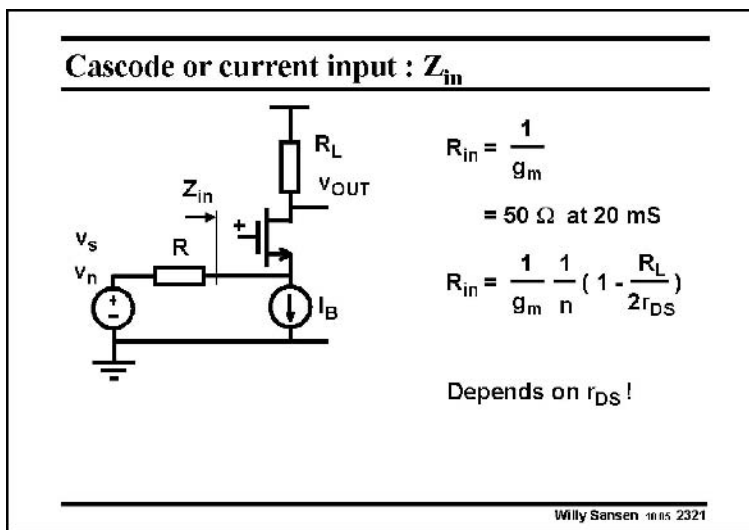 Cascode or current input : Zin
RL
vOUT
Zin
+
vs
R
vn
+
-
IB
Rin = 1 / gm
= 50 Ω at 20 mS
Rin = 1 / gm 1 / n ( 1 - RL / 2rDS )
Depends on rDS !
Willy Sansen 10.05 2321